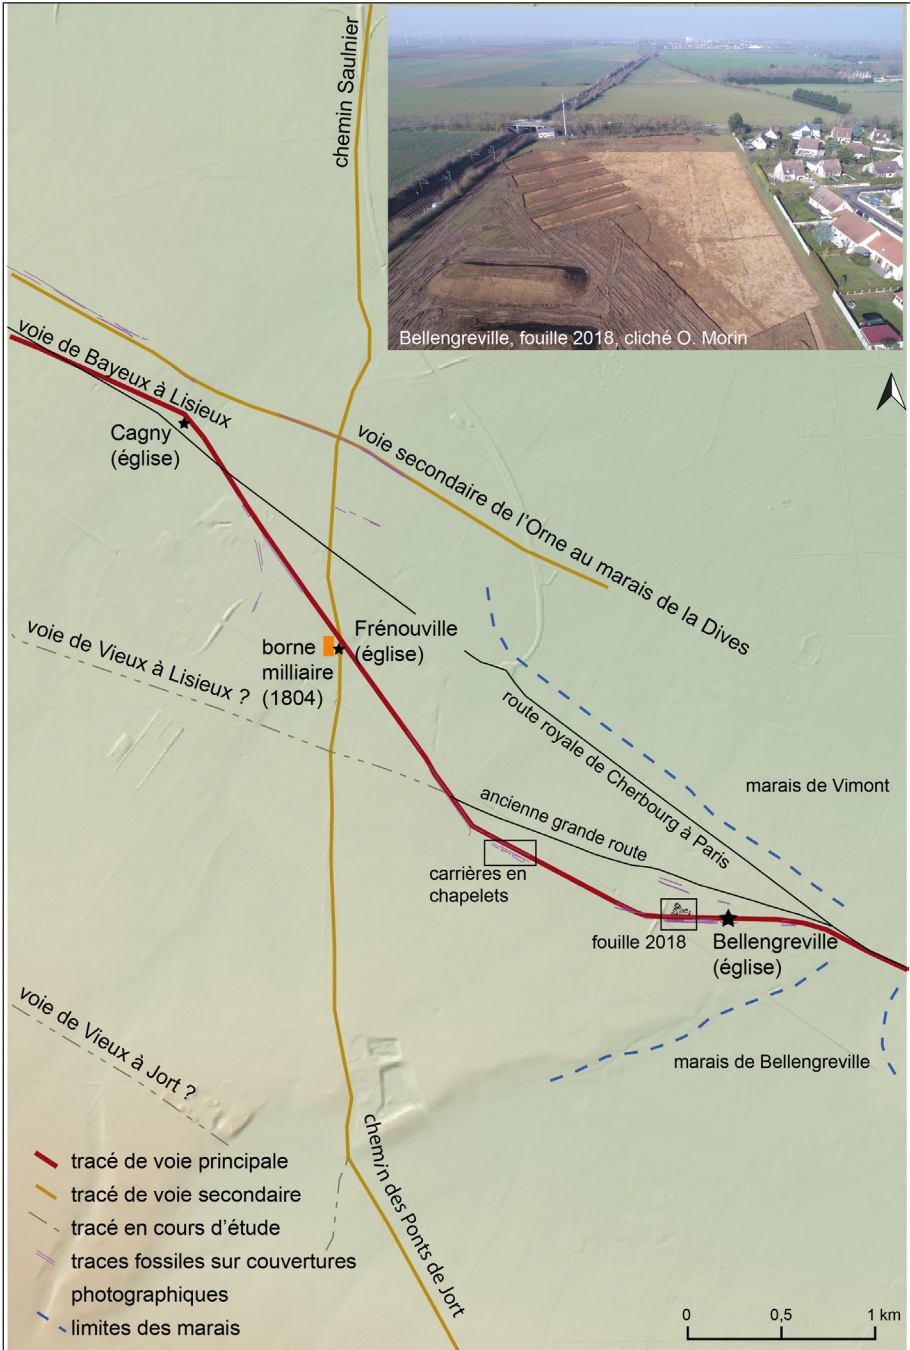 chemin Saulnier
Bellengreville, fouille 2018, cliché O. Morin
voie de Bayeux à Lisieux
Cagny
(église)
voie secondaire de l'Orne au marais de la Dives
voie de Vieux à Lisieux ?
borne
milliaire
(1804)
Frénouville
(église)
route royale de Cherbourg à Paris
marais de Vimont
ancienne grande route
carrières en
chapelets
fouille 2018
Bellengreville
(église)
marais de Bellengreville
voie de Vieux à Jort ?
chemin des Ponts de Jort
tracé de voie principale
tracé de voie secondaire
tracé en cours d'étude
traces fossiles sur couvertures
photographiques
limites des marais
0 0,5 1 km